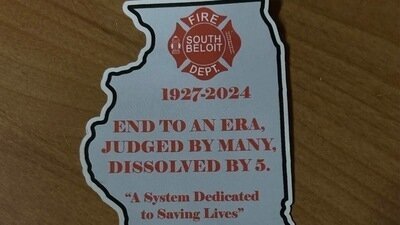 FIRE
SOUTH
BELOIT
DEPT.
1927-2024
END TO AN ERA,
JUDGED BY MANY,
DISSOLVED BY 5.
"A System Dedicated
to Saving Lives"